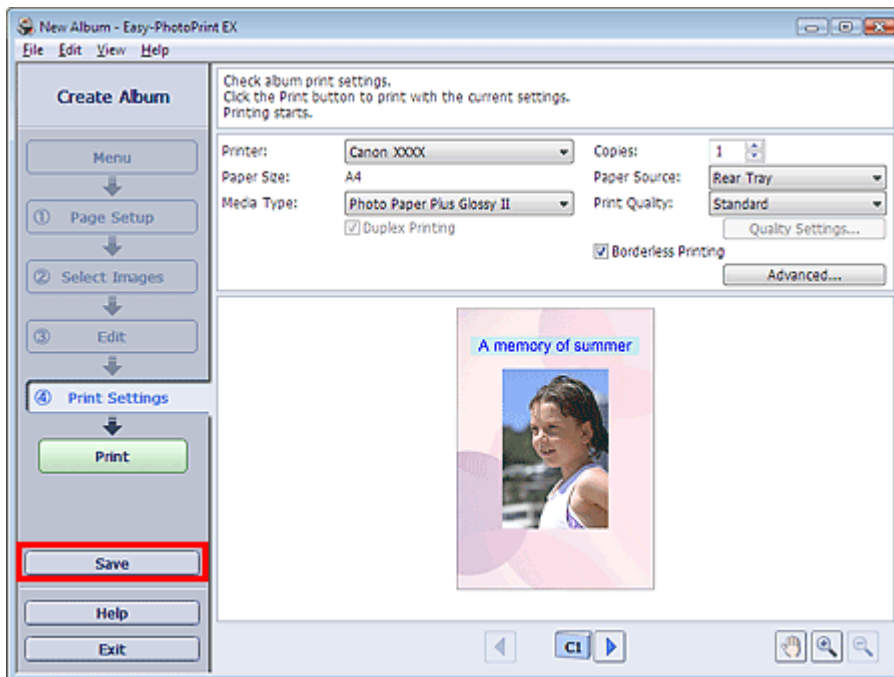 New Album - Easy-PhotoPrint EX
File Edit View Help
Create Album
Menu
① Page Setup
② Select Images
③ Edit
④ Print Settings
Print
Save
Help
Exit
Check album print settings.
Click the Print button to print with the current settings.
Printing starts.
Printer: Canon XXXX Copies: 1
Paper Size: A4 Paper Source: Rear Tray
Media Type: Photo Paper Plus Glossy II Print Quality: Standard
Duplex Printing Quality Settings...
Borderless Printing
Advanced...
A memory of summer
C1